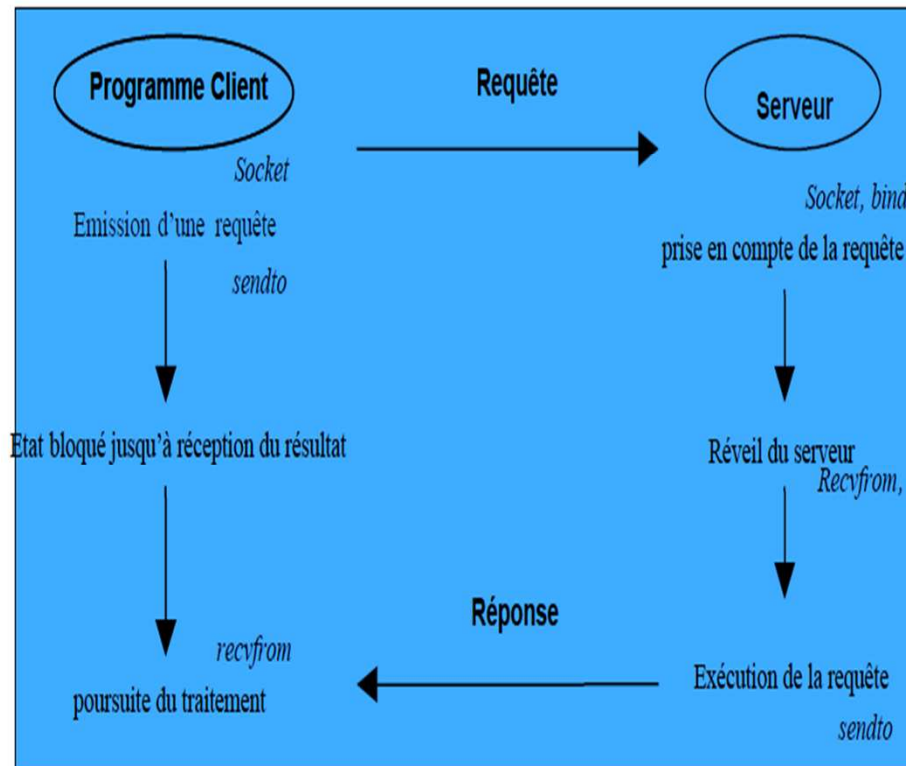 Programme Client
Requête
Serveur
Socket
Emission d'une requête
sendto
Socket, bind
prise en compte de la requête
Etat bloqué jusqu'à réception du résultat
Réveil du serveur
Recvfrom,
Réponse
recvfrom
poursuite du traitement
Exécution de la requête
sendto